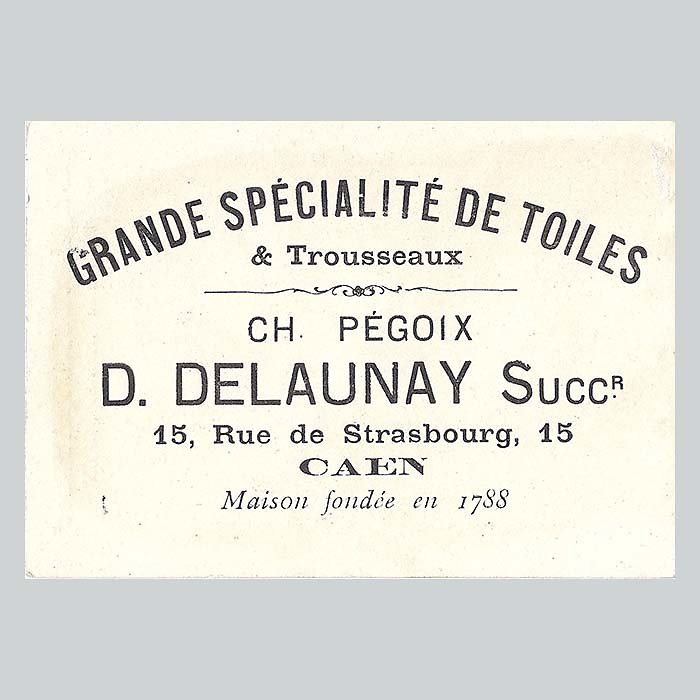 GRANDE SPÉCIALITÉ DE TOILES
& Trousseaux
CH. PÉGOIX
D. DELAUNAY SUCCR
15, Rue de Strasbourg, 15
CAEN
Maison fondée en 1788